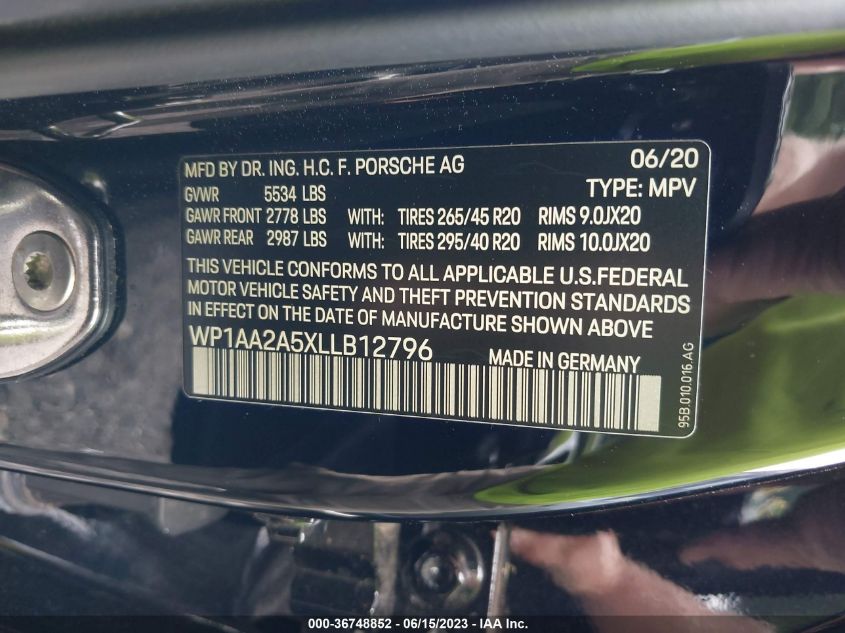 MFD BY DR. ING. H.C. F. PORSCHE AG 06/20
GVWR 5534 LBS TYPE: MPV
GAWR FRONT 2778 LBS WITH: TIRES 265/45 R20 RIMS 9.0JX20
GAWR REAR 2987 LBS WITH: TIRES 295/40 R20 RIMS 10.0JX20
THIS VEHICLE CONFORMS TO ALL APPLICABLE U.S.FEDERAL
MOTOR VEHICLE SAFETY AND THEFT PREVENTION STANDARDS
IN EFFECT ON THE DATE OF MANUFACTURE SHOWN ABOVE
WP1AA2A5XLLB12796 MADE IN GERMANY
95B.010.016.AG
000-36748852 - 06/15/2023 - IAA Inc.